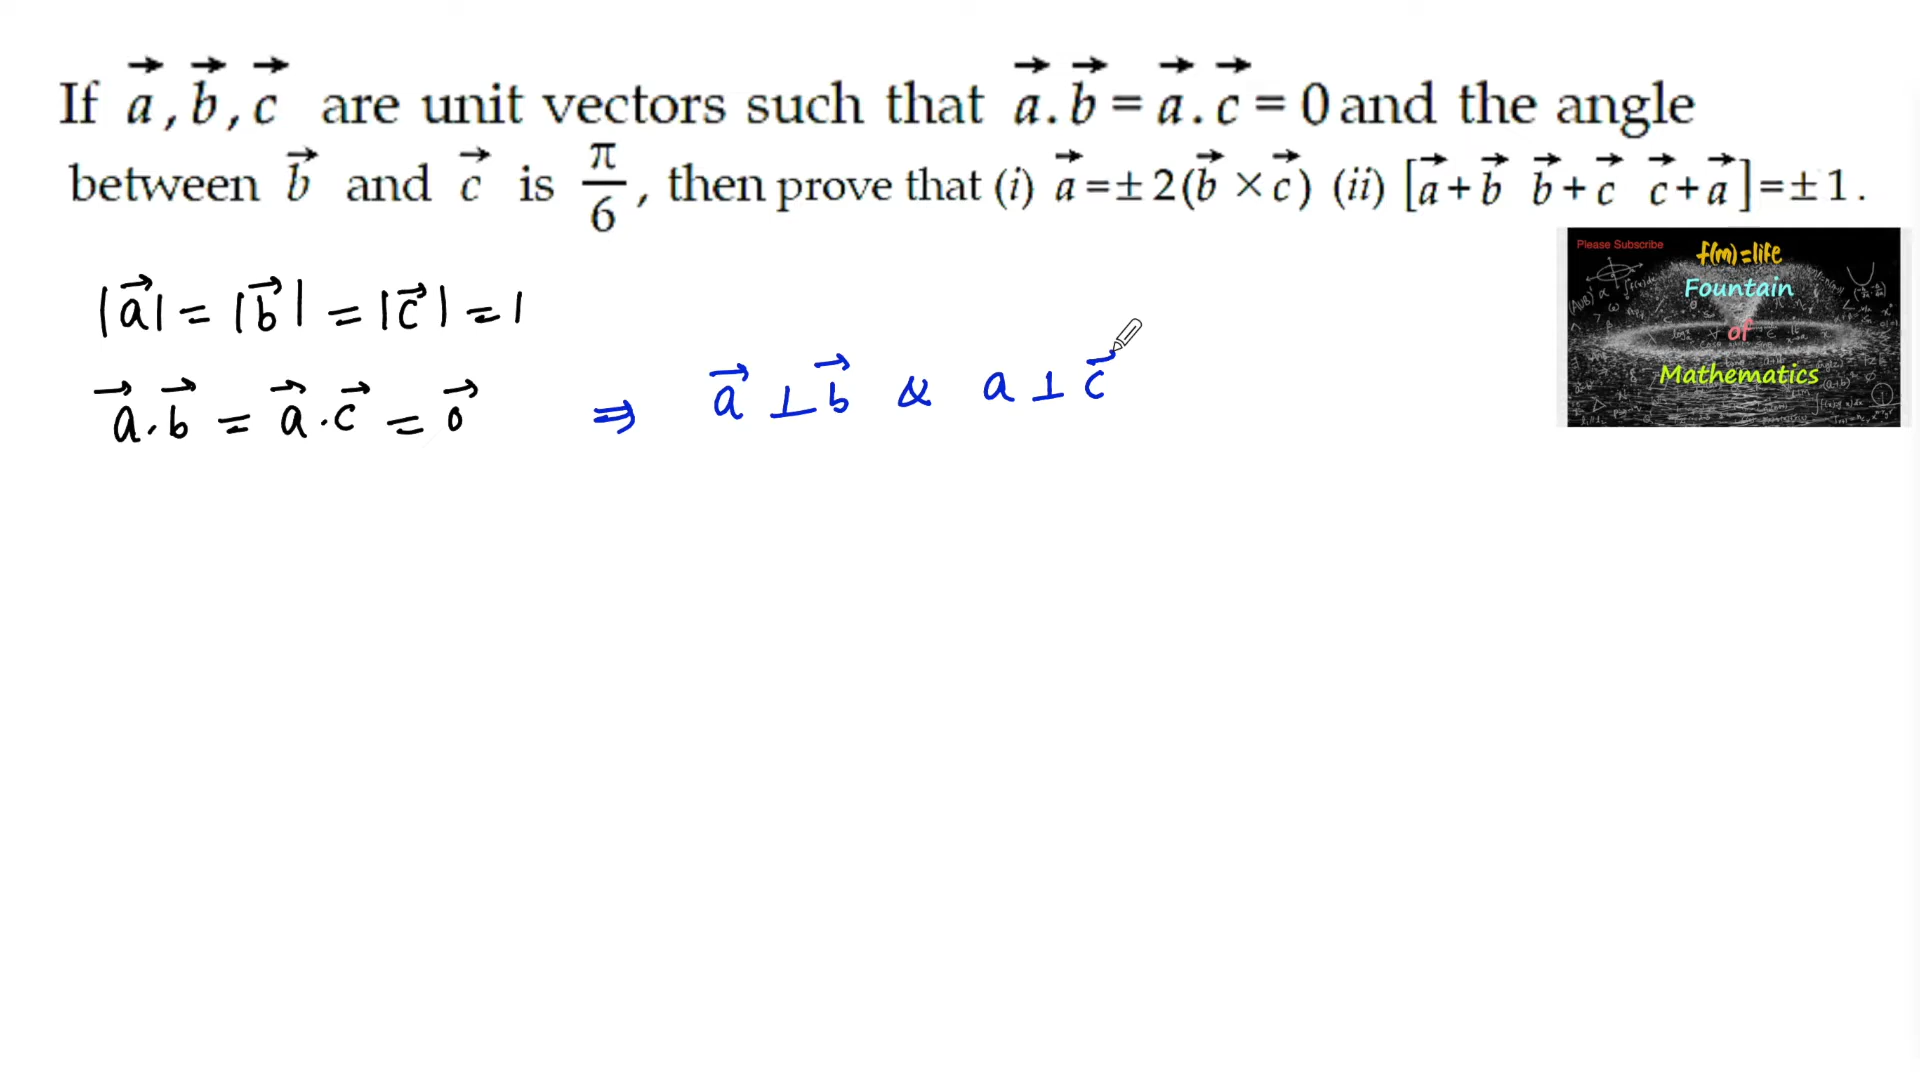 If a⃗, b⃗, c⃗ are unit vectors such that a⃗.b⃗ = a⃗.c⃗ = 0 and the angle
between b⃗ and c⃗ is π/6, then prove that (i) a⃗ = ± 2(b⃗ × c⃗) (ii) [a⃗ + b⃗ b⃗ + c⃗ c⃗ + a⃗] = ± 1.
Please Subscribe
f(m)=life
Fountain
of
Mathematics
|a⃗| = |b⃗| = |c⃗| = 1
a⃗.b⃗ = a⃗.c⃗ = 0⃗ ⇒ a⃗ ⊥ b⃗ & a ⊥ c⃗